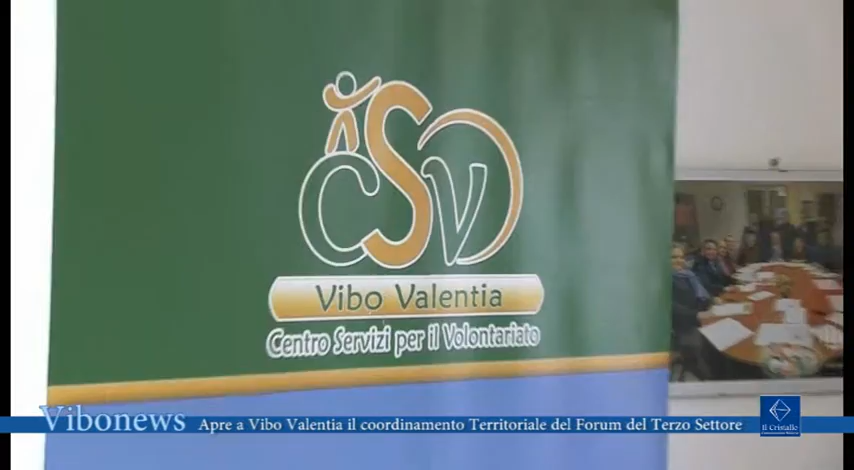 CSV
Vibo Valentia
Centro Servizi per il Volontariato
Vibonews Apre a Vibo Valentia il coordinamento Territoriale del Forum del Terzo Settore
Il Cristallo